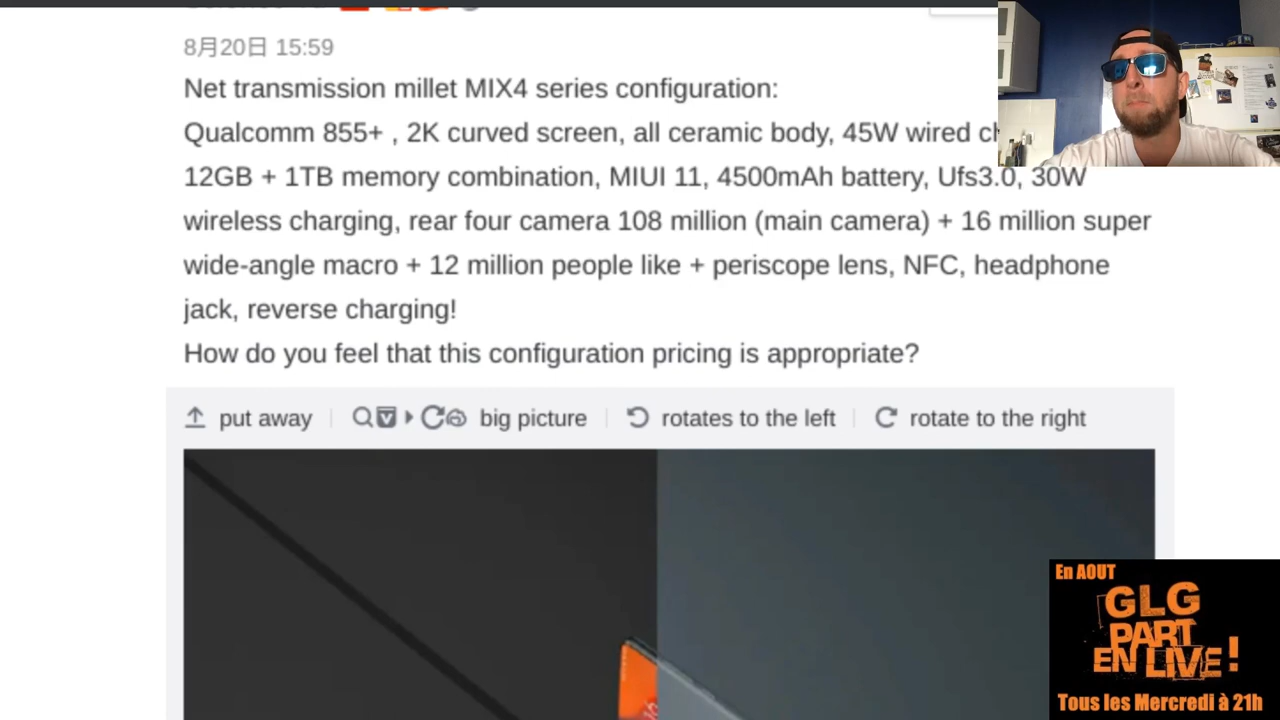 8月20日 15:59
Net transmission millet MIX4 series configuration:
Qualcomm 855+ , 2K curved screen, all ceramic body, 45W wired
12GB + 1TB memory combination, MIUI 11, 4500mAh battery, Ufs3.0, 30W
wireless charging, rear four camera 108 million (main camera) + 16 million super
wide-angle macro + 12 million people like + periscope lens, NFC, headphone
jack, reverse charging!
How do you feel that this configuration pricing is appropriate?
put away big picture rotates to the left rotate to the right
En AOUT
GLG
PART
EN LIVE !
Tous les Mercredi à 21h